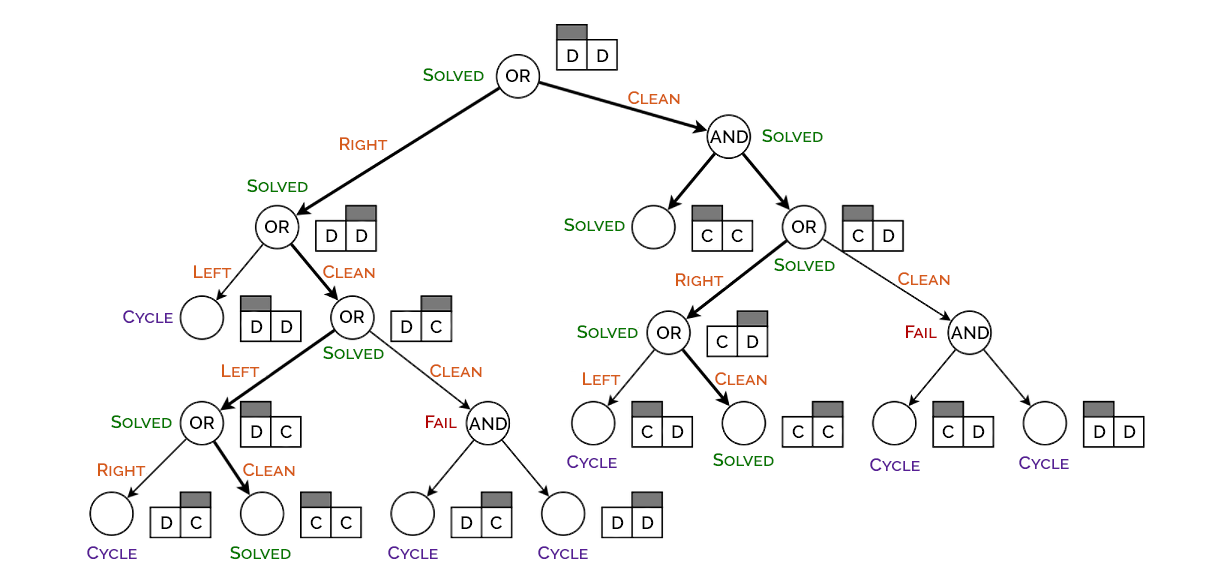 D D
SOLVED OR
CLEAN
AND SOLVED
RIGHT
SOLVED
OR D D
SOLVED C C OR C D
SOLVED
LEFT CLEAN
RIGHT CLEAN
CYCLE D D OR D C
SOLVED
SOLVED OR C D
FAIL AND
LEFT CLEAN
LEFT CLEAN
SOLVED OR D C
FAIL AND
C D
C C
C D
D D
CYCLE
SOLVED
CYCLE
CYCLE
RIGHT CLEAN
D C
C C
D C
D D
CYCLE
SOLVED
CYCLE
CYCLE